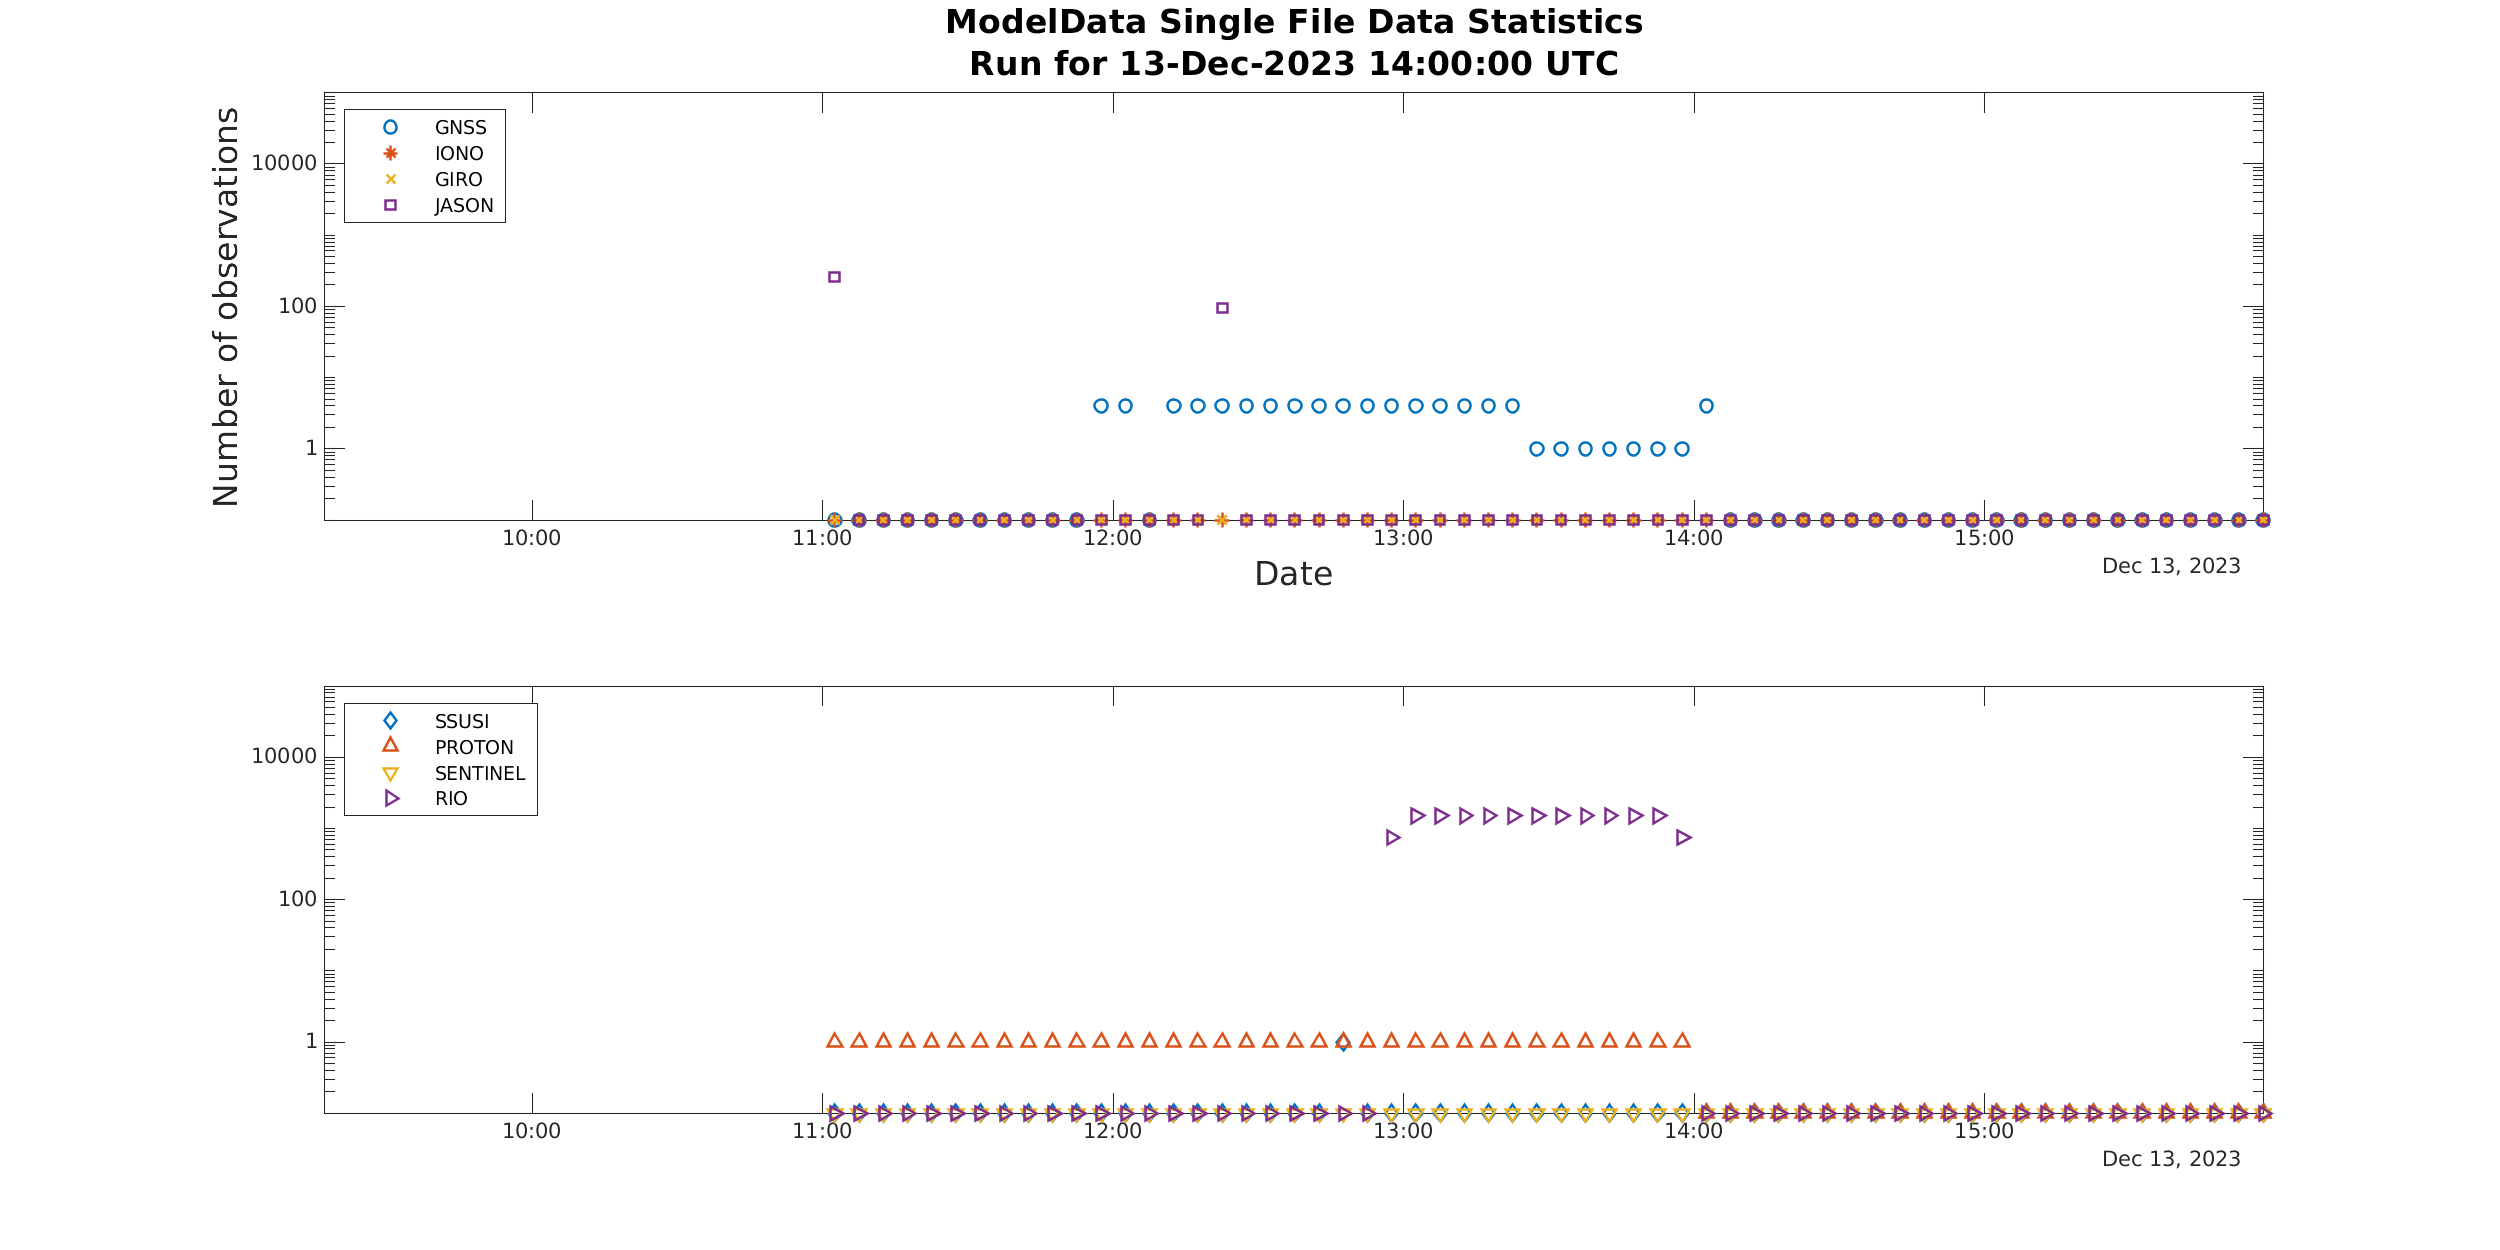 ModelData Single File Data Statistics
Run for 13-Dec-2023 14:00:00 UTC
Number of observations
10000
100
1
GNSS
IONO
GIRO
JASON
10:00 11:00 12:00 13:00 14:00 15:00
Dec 13, 2023
Date
10000
100
1
SSUSI
PROTON
SENTINEL
RIO
10:00 11:00 12:00 13:00 14:00 15:00
Dec 13, 2023